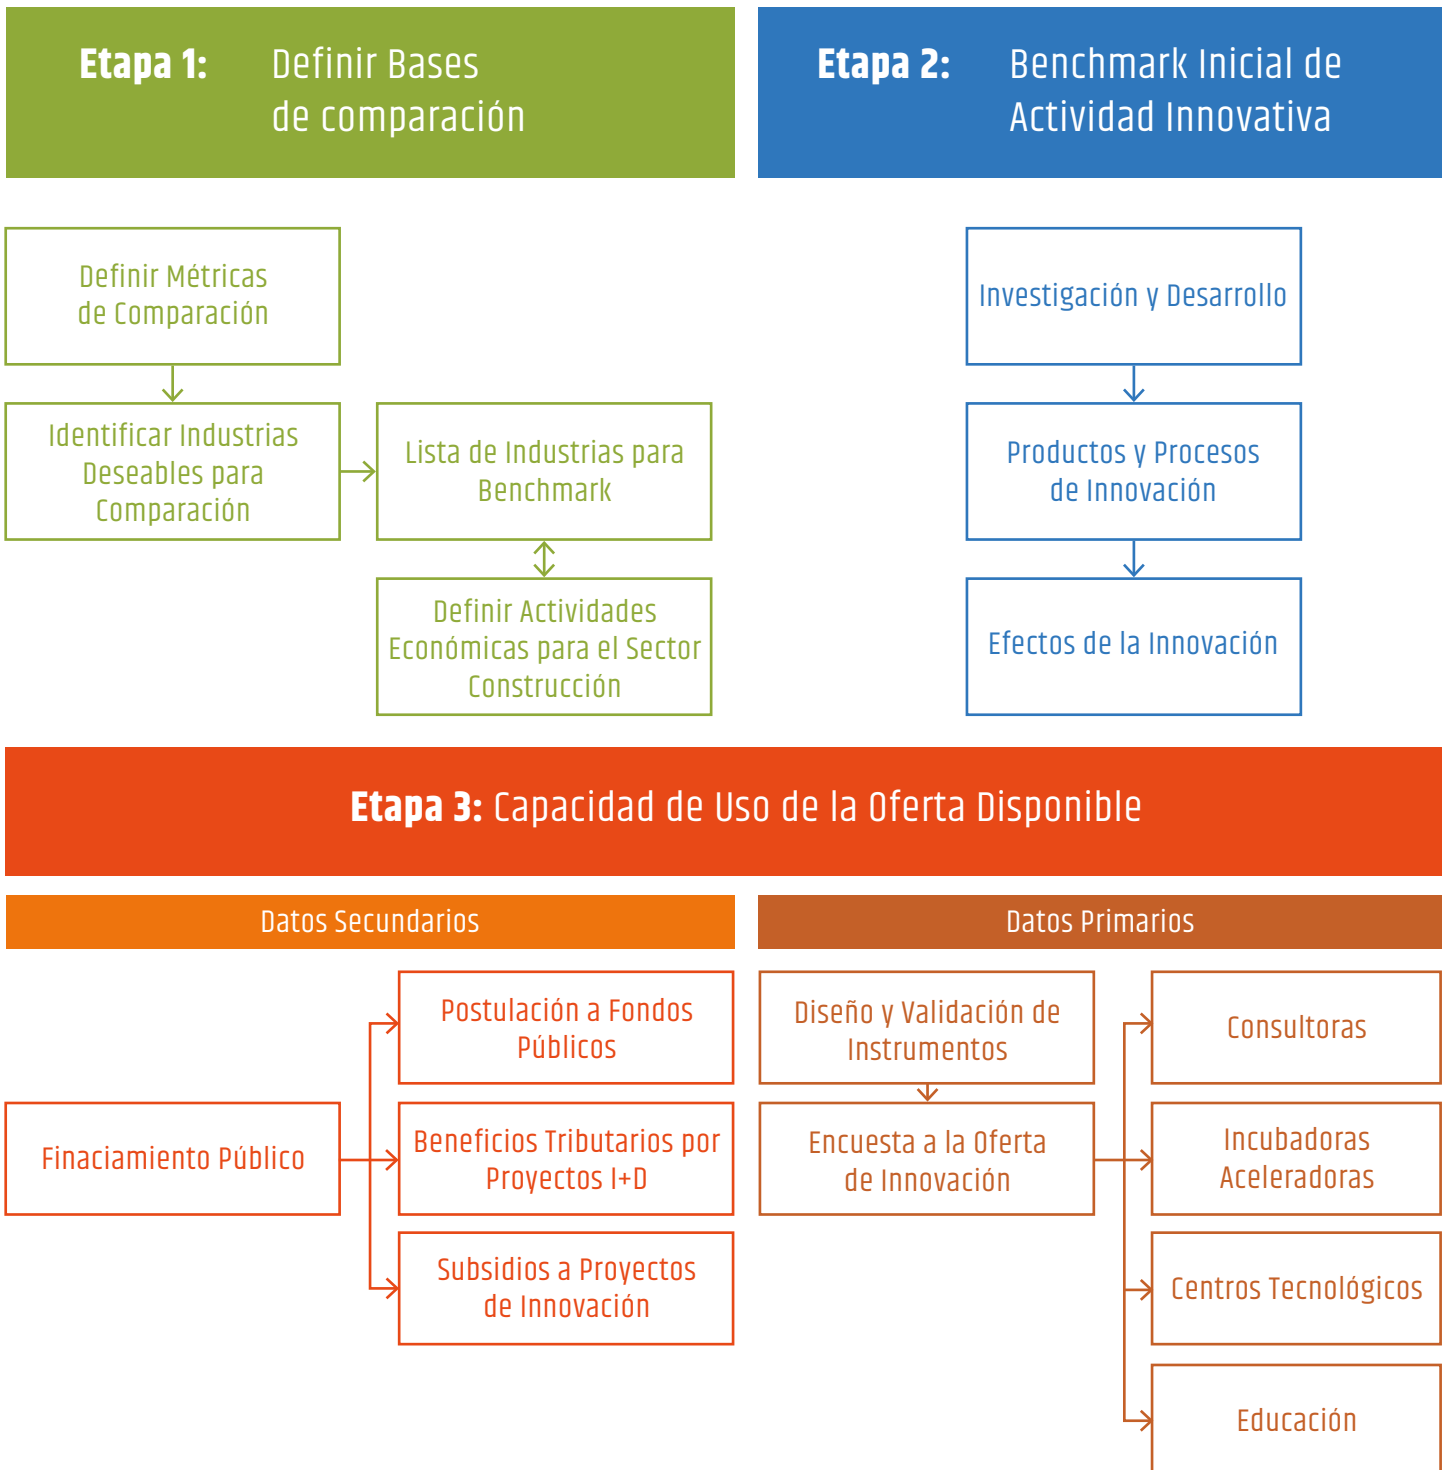 Etapa 1: Definir Bases
de comparación
Etapa 2: Benchmark Inicial de
Actividad Innovativa
Definir Métricas
de Comparación
Identificar Industrias
Deseables para
Comparación
Lista de Industrias para
Benchmark
Definir Actividades
Económicas para el Sector
Construcción
Investigación y Desarrollo
Productos y Procesos
de Innovación
Efectos de la Innovación
Etapa 3: Capacidad de Uso de la Oferta Disponible
Datos Secundarios
Finaciamiento Público
Postulación a Fondos
Públicos
Beneficios Tributarios por
Proyectos I+D
Subsidios a Proyectos
de Innovación
Datos Primarios
Diseño y Validación de
Instrumentos
Encuesta a la Oferta
de Innovación
Consultoras
Incubadoras
Aceleradoras
Centros Tecnológicos
Educación